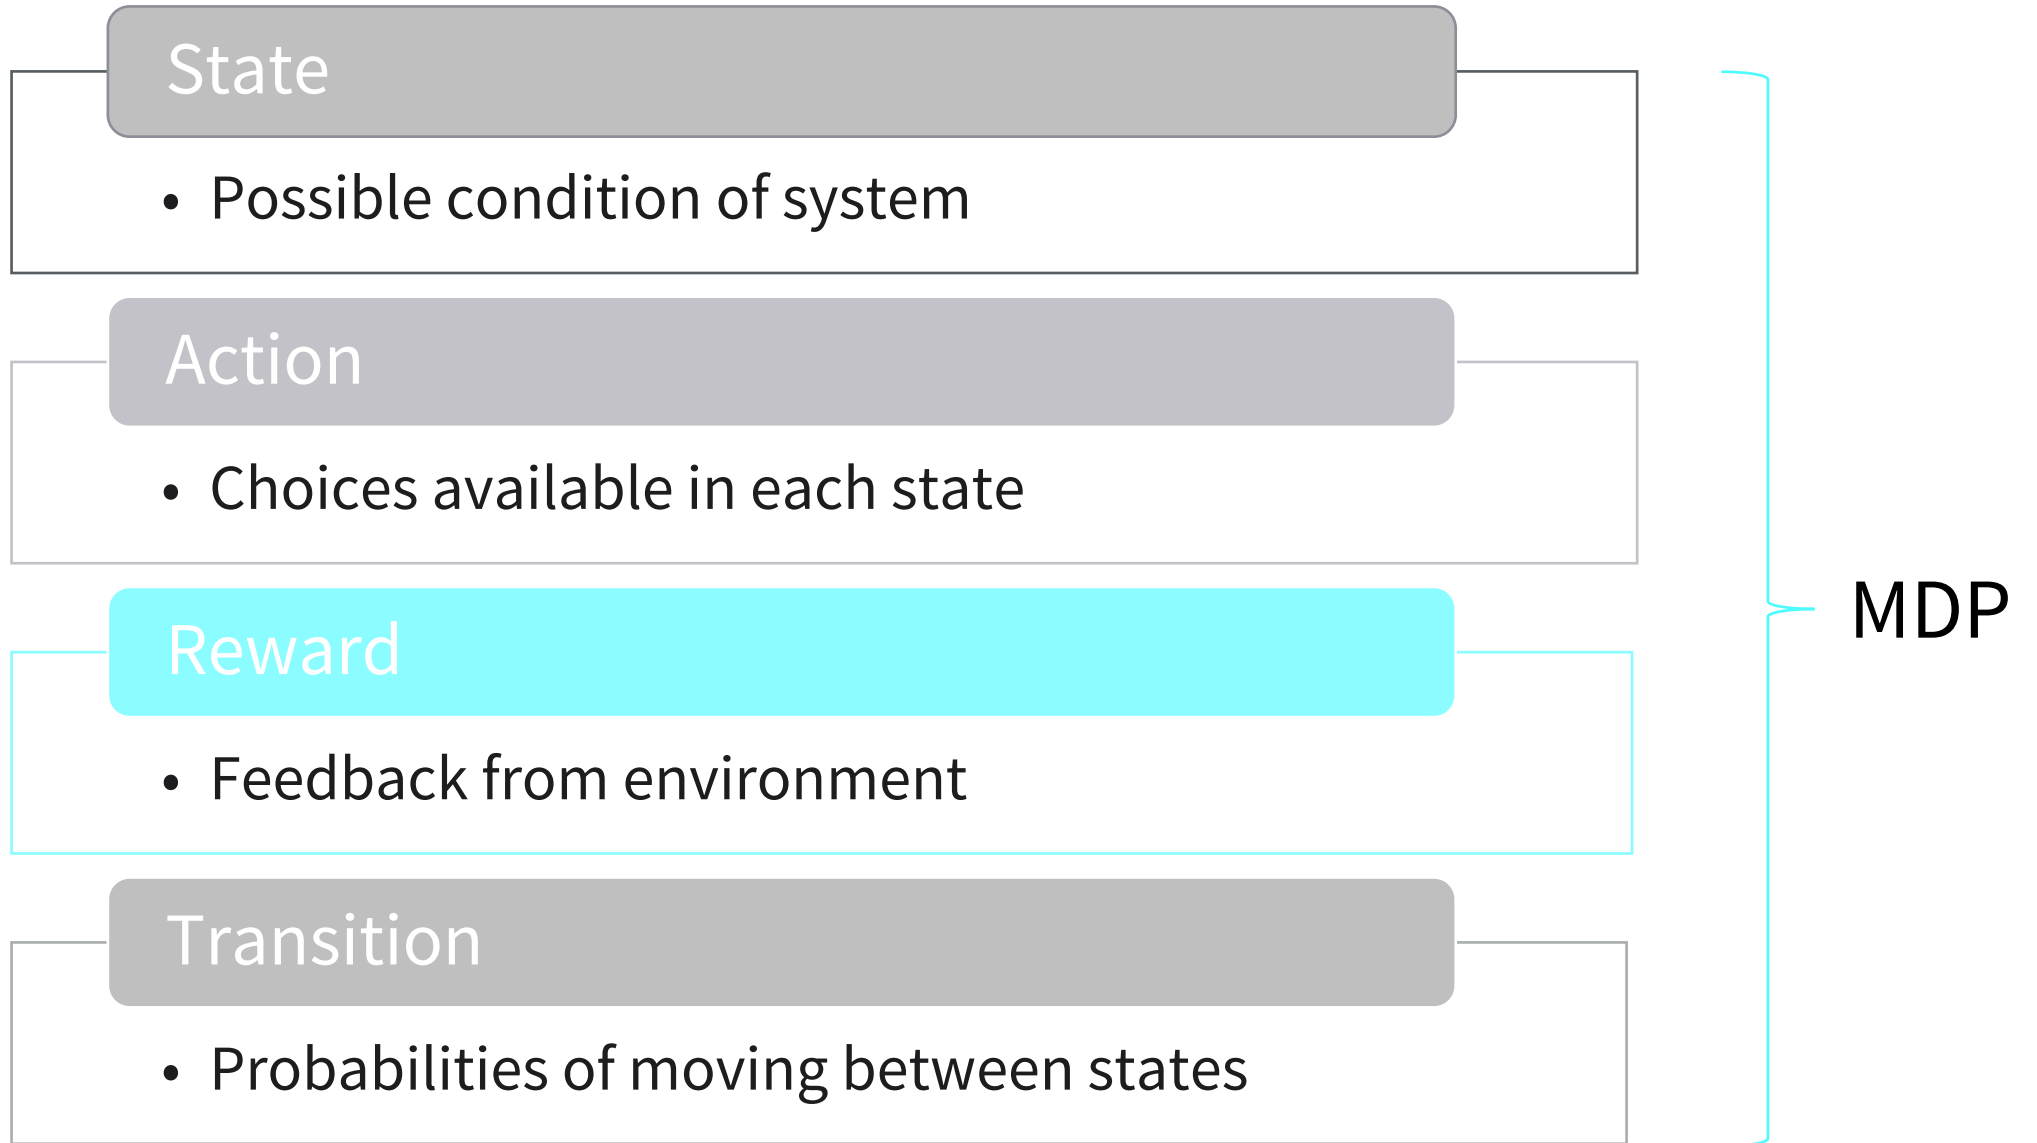 State
• Possible condition of system
Action
• Choices available in each state
Reward
• Feedback from environment
Transition
• Probabilities of moving between states
MDP